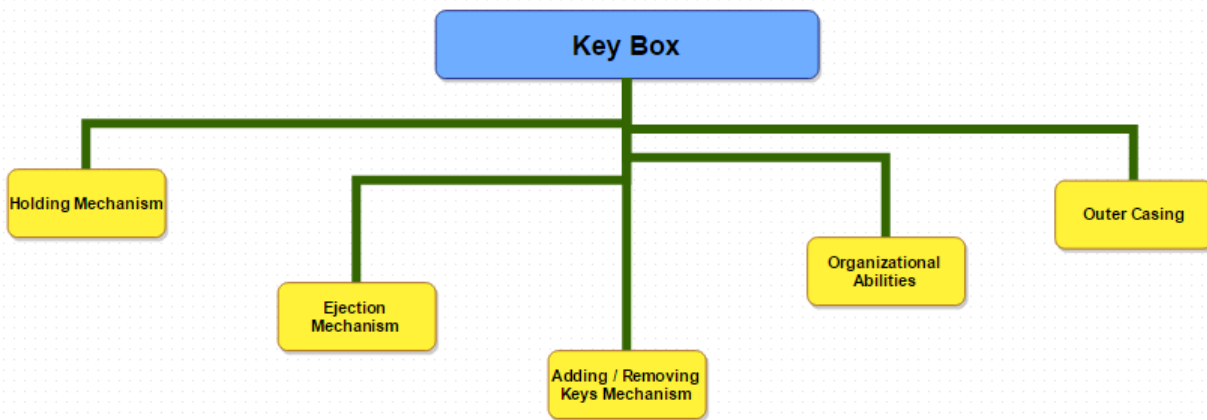 Key Box
Holding Mechanism
Outer Casing
Organizational
Abilities
Ejection
Mechanism
Adding / Removing
Keys Mechanism